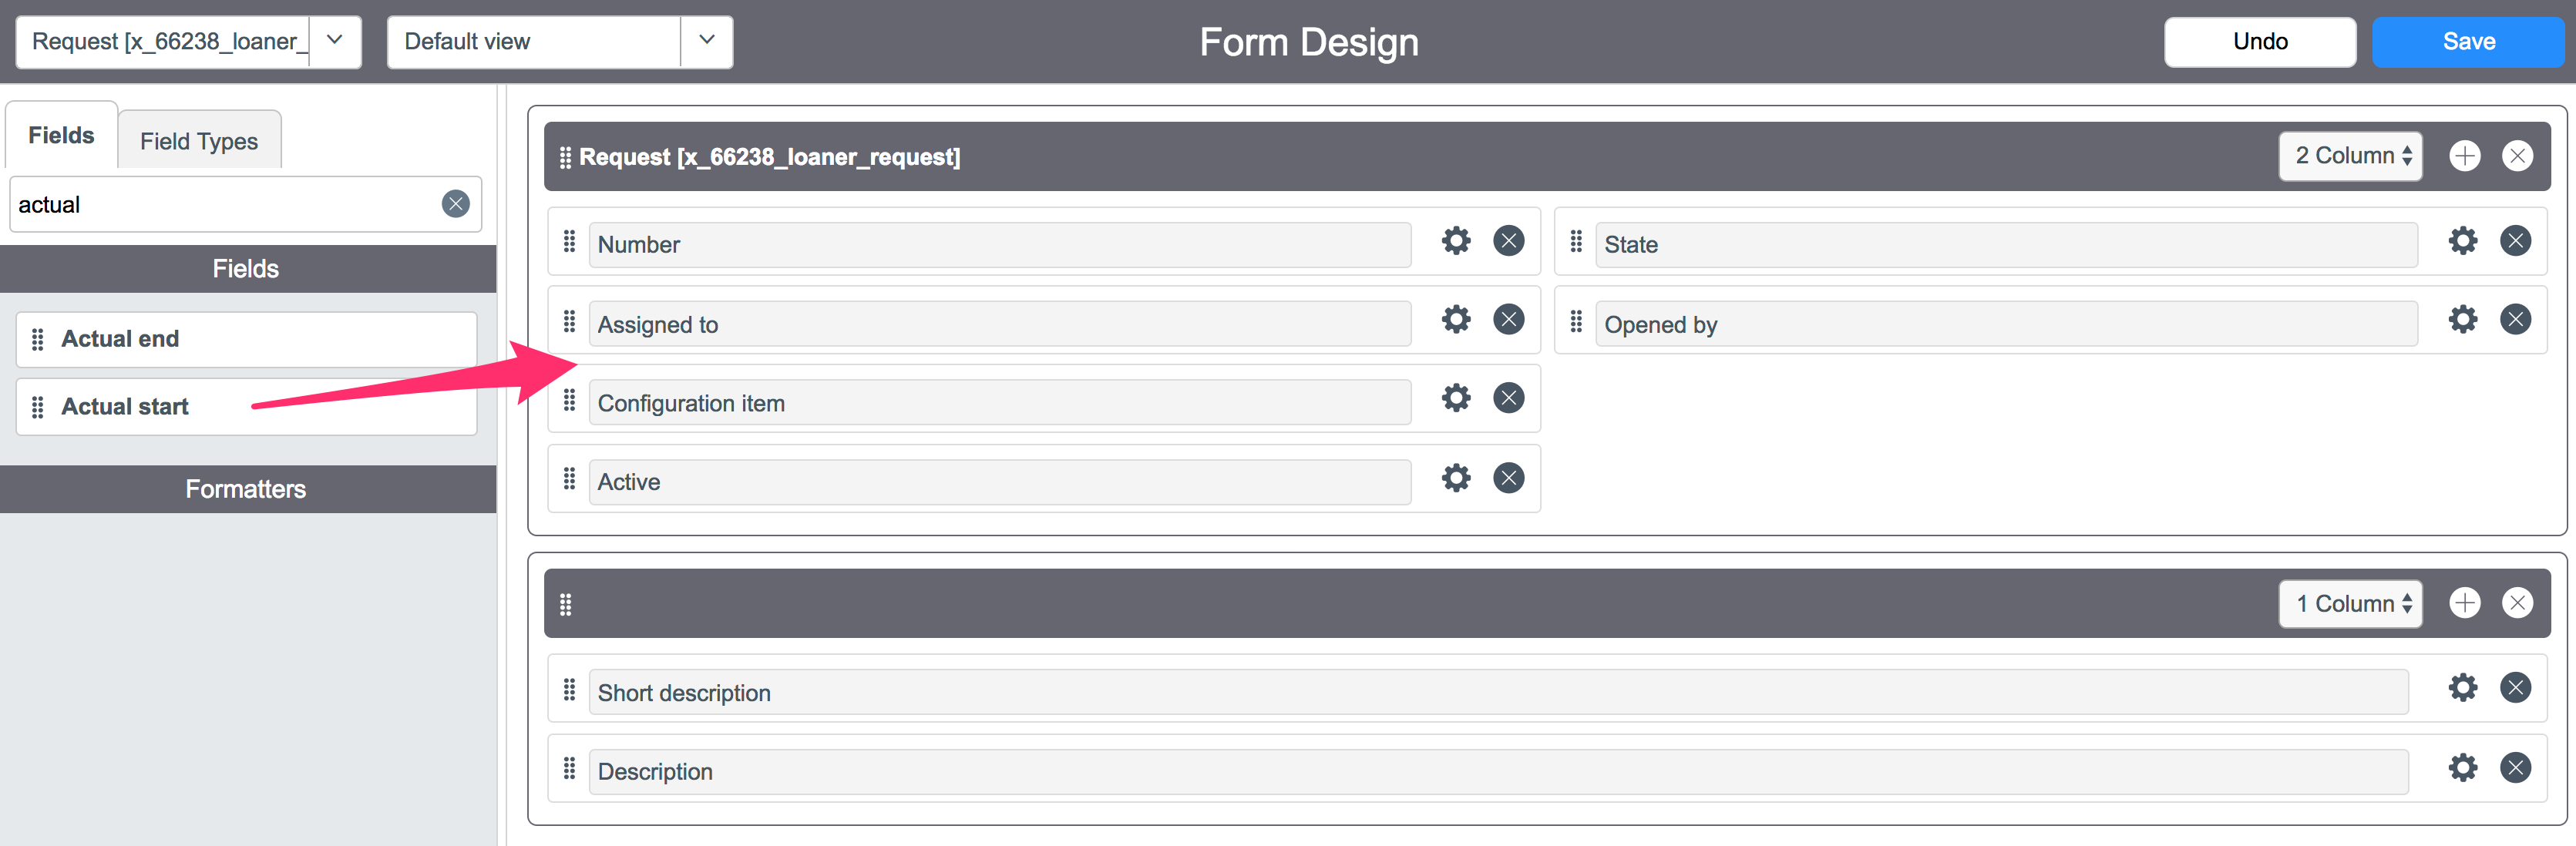 Request [x_66238_loaner_
Default view
Form Design
Undo
Save
Fields
Field Types
actual
Fields
Actual end
Actual start
Formatters
Request [x_66238_loaner_request]
2 Column
Number
State
Assigned to
Opened by
Configuration item
Active
1 Column
Short description
Description